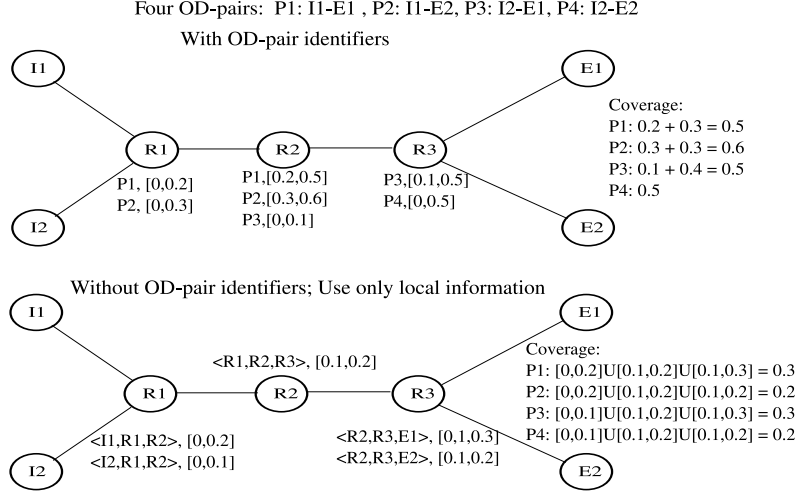 Four OD-pairs:  P1: I1-E1 , P2: I1-E2, P3: I2-E1, P4: I2-E2
With OD-pair identifiers
I1
E1
Coverage:
P1: 0.2 + 0.3 = 0.5
P2: 0.3 + 0.3 = 0.6
P3: 0.1 + 0.4 = 0.5
P4: 0.5
R1
R2
R3
P1, [0,0.2]
P2, [0,0.3]
P1,[0.2,0.5]
P2,[0.3,0.6]
P3,[0,0.1]
P3,[0.1,0.5]
P4,[0,0.5]
I2
E2
Without OD-pair identifiers; Use only local information
I1
E1
<R1,R2,R3>, [0.1,0.2]
Coverage:
P1: [0,0.2]U[0.1,0.2]U[0.1,0.3] = 0.3
P2: [0,0.2]U[0.1,0.2]U[0.1,0.2] = 0.2
P3: [0,0.1]U[0.1,0.2]U[0.1,0.3] = 0.3
P4: [0,0.1]U[0.1,0.2]U[0.1,0.2] = 0.2
R1
R2
R3
<I1,R1,R2>, [0,0.2]
<I2,R1,R2>, [0,0.1]
<R2,R3,E1>, [0,1,0.3]
<R2,R3,E2>, [0.1,0.2]
I2
E2